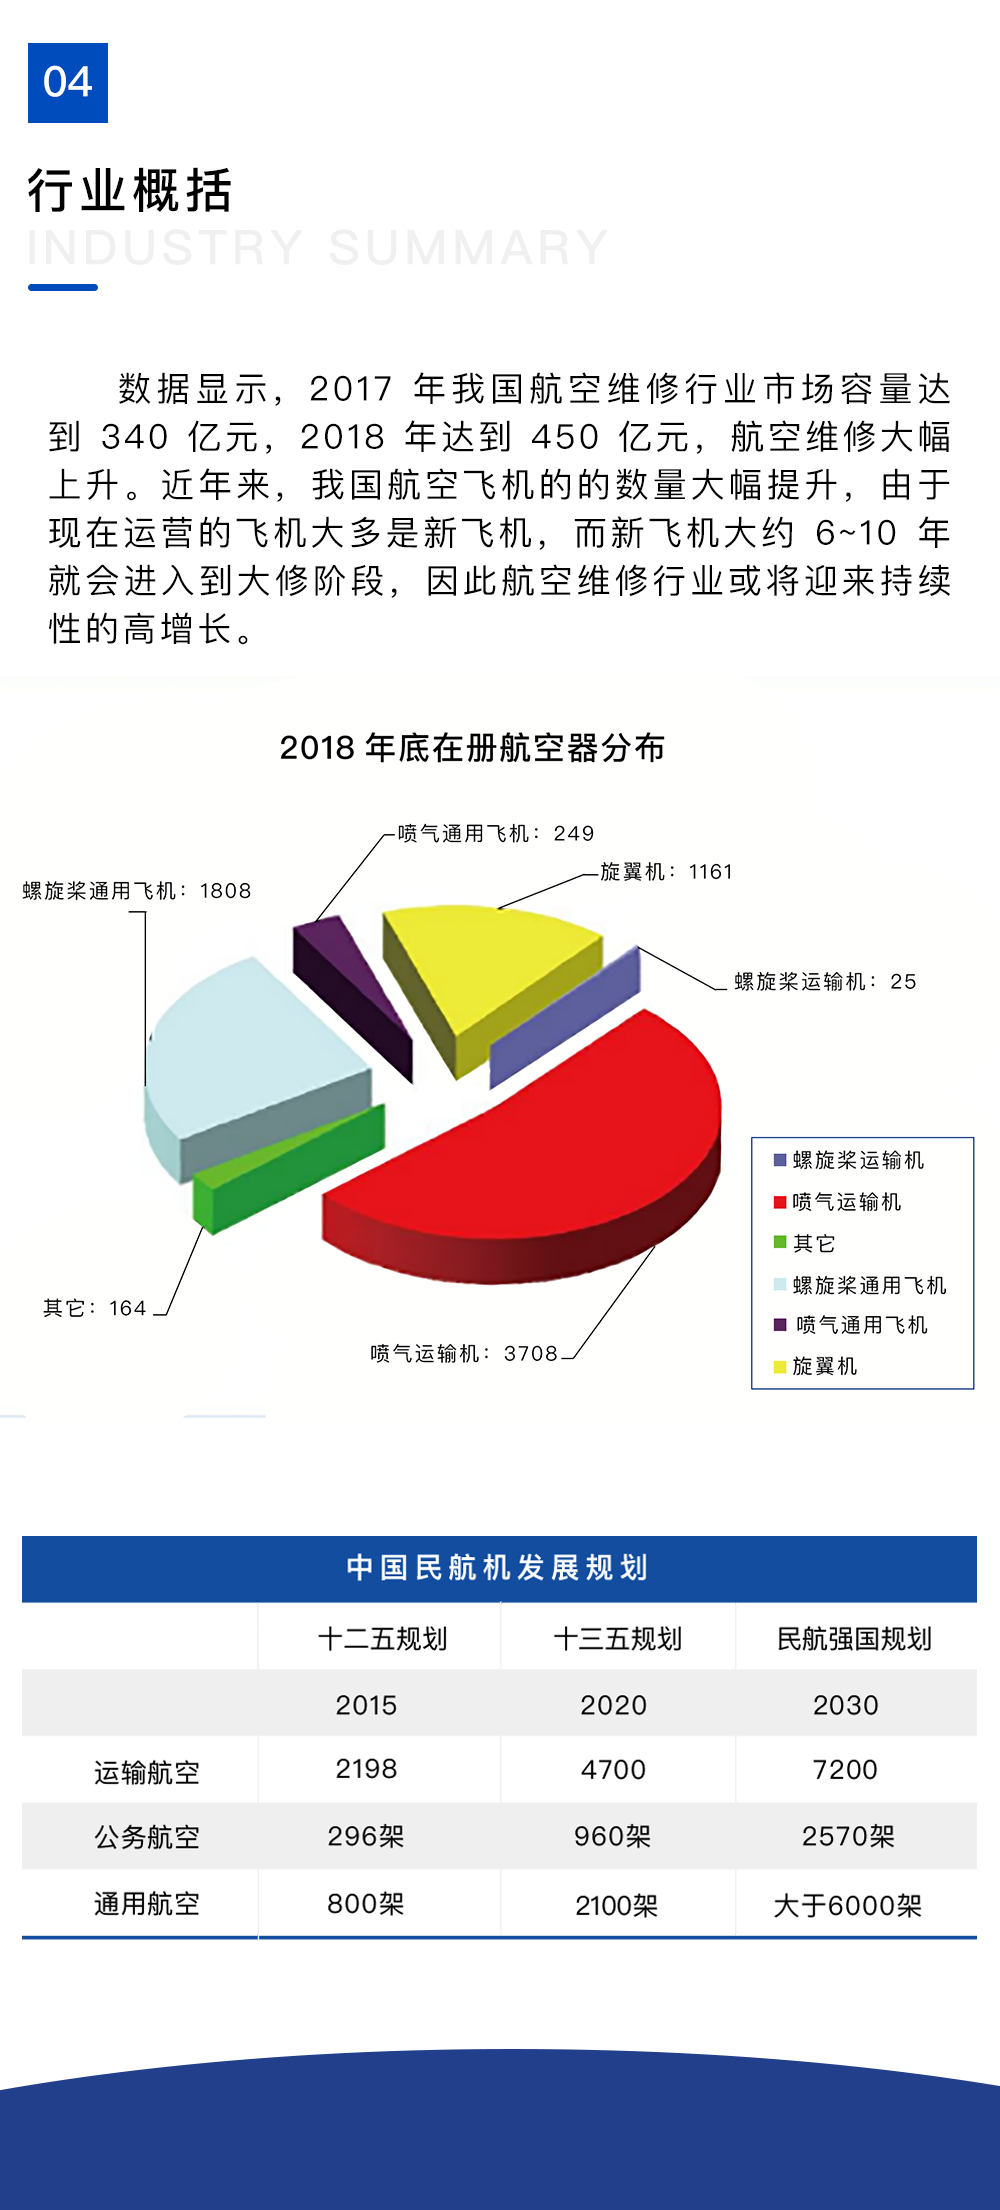 04
行业概括
INDUSTRY SUMMARY
数据显示，2017 年我国航空维修行业市场容量达
到 340 亿元，2018 年达到 450 亿元，航空维修大幅
上升。近年来，我国航空飞机的的数量大幅提升，由于
现在运营的飞机大多是新飞机，而新飞机大约 6~10 年
就会进入到大修阶段，因此航空维修行业或将迎来持续
性的高增长。
2018 年底在册航空器分布
喷气通用飞机：249
旋翼机：1161
螺旋桨通用飞机：1808
螺旋桨运输机：25
螺旋桨运输机
喷气运输机
其它
螺旋桨通用飞机
喷气通用飞机
旋翼机
其它：164
喷气运输机：3708
中国民航机发展规划
十二五规划 十三五规划 民航强国规划
2015 2020 2030
运输航空 2198 4700 7200
公务航空 296架 960架 2570架
通用航空 800架 2100架 大于6000架